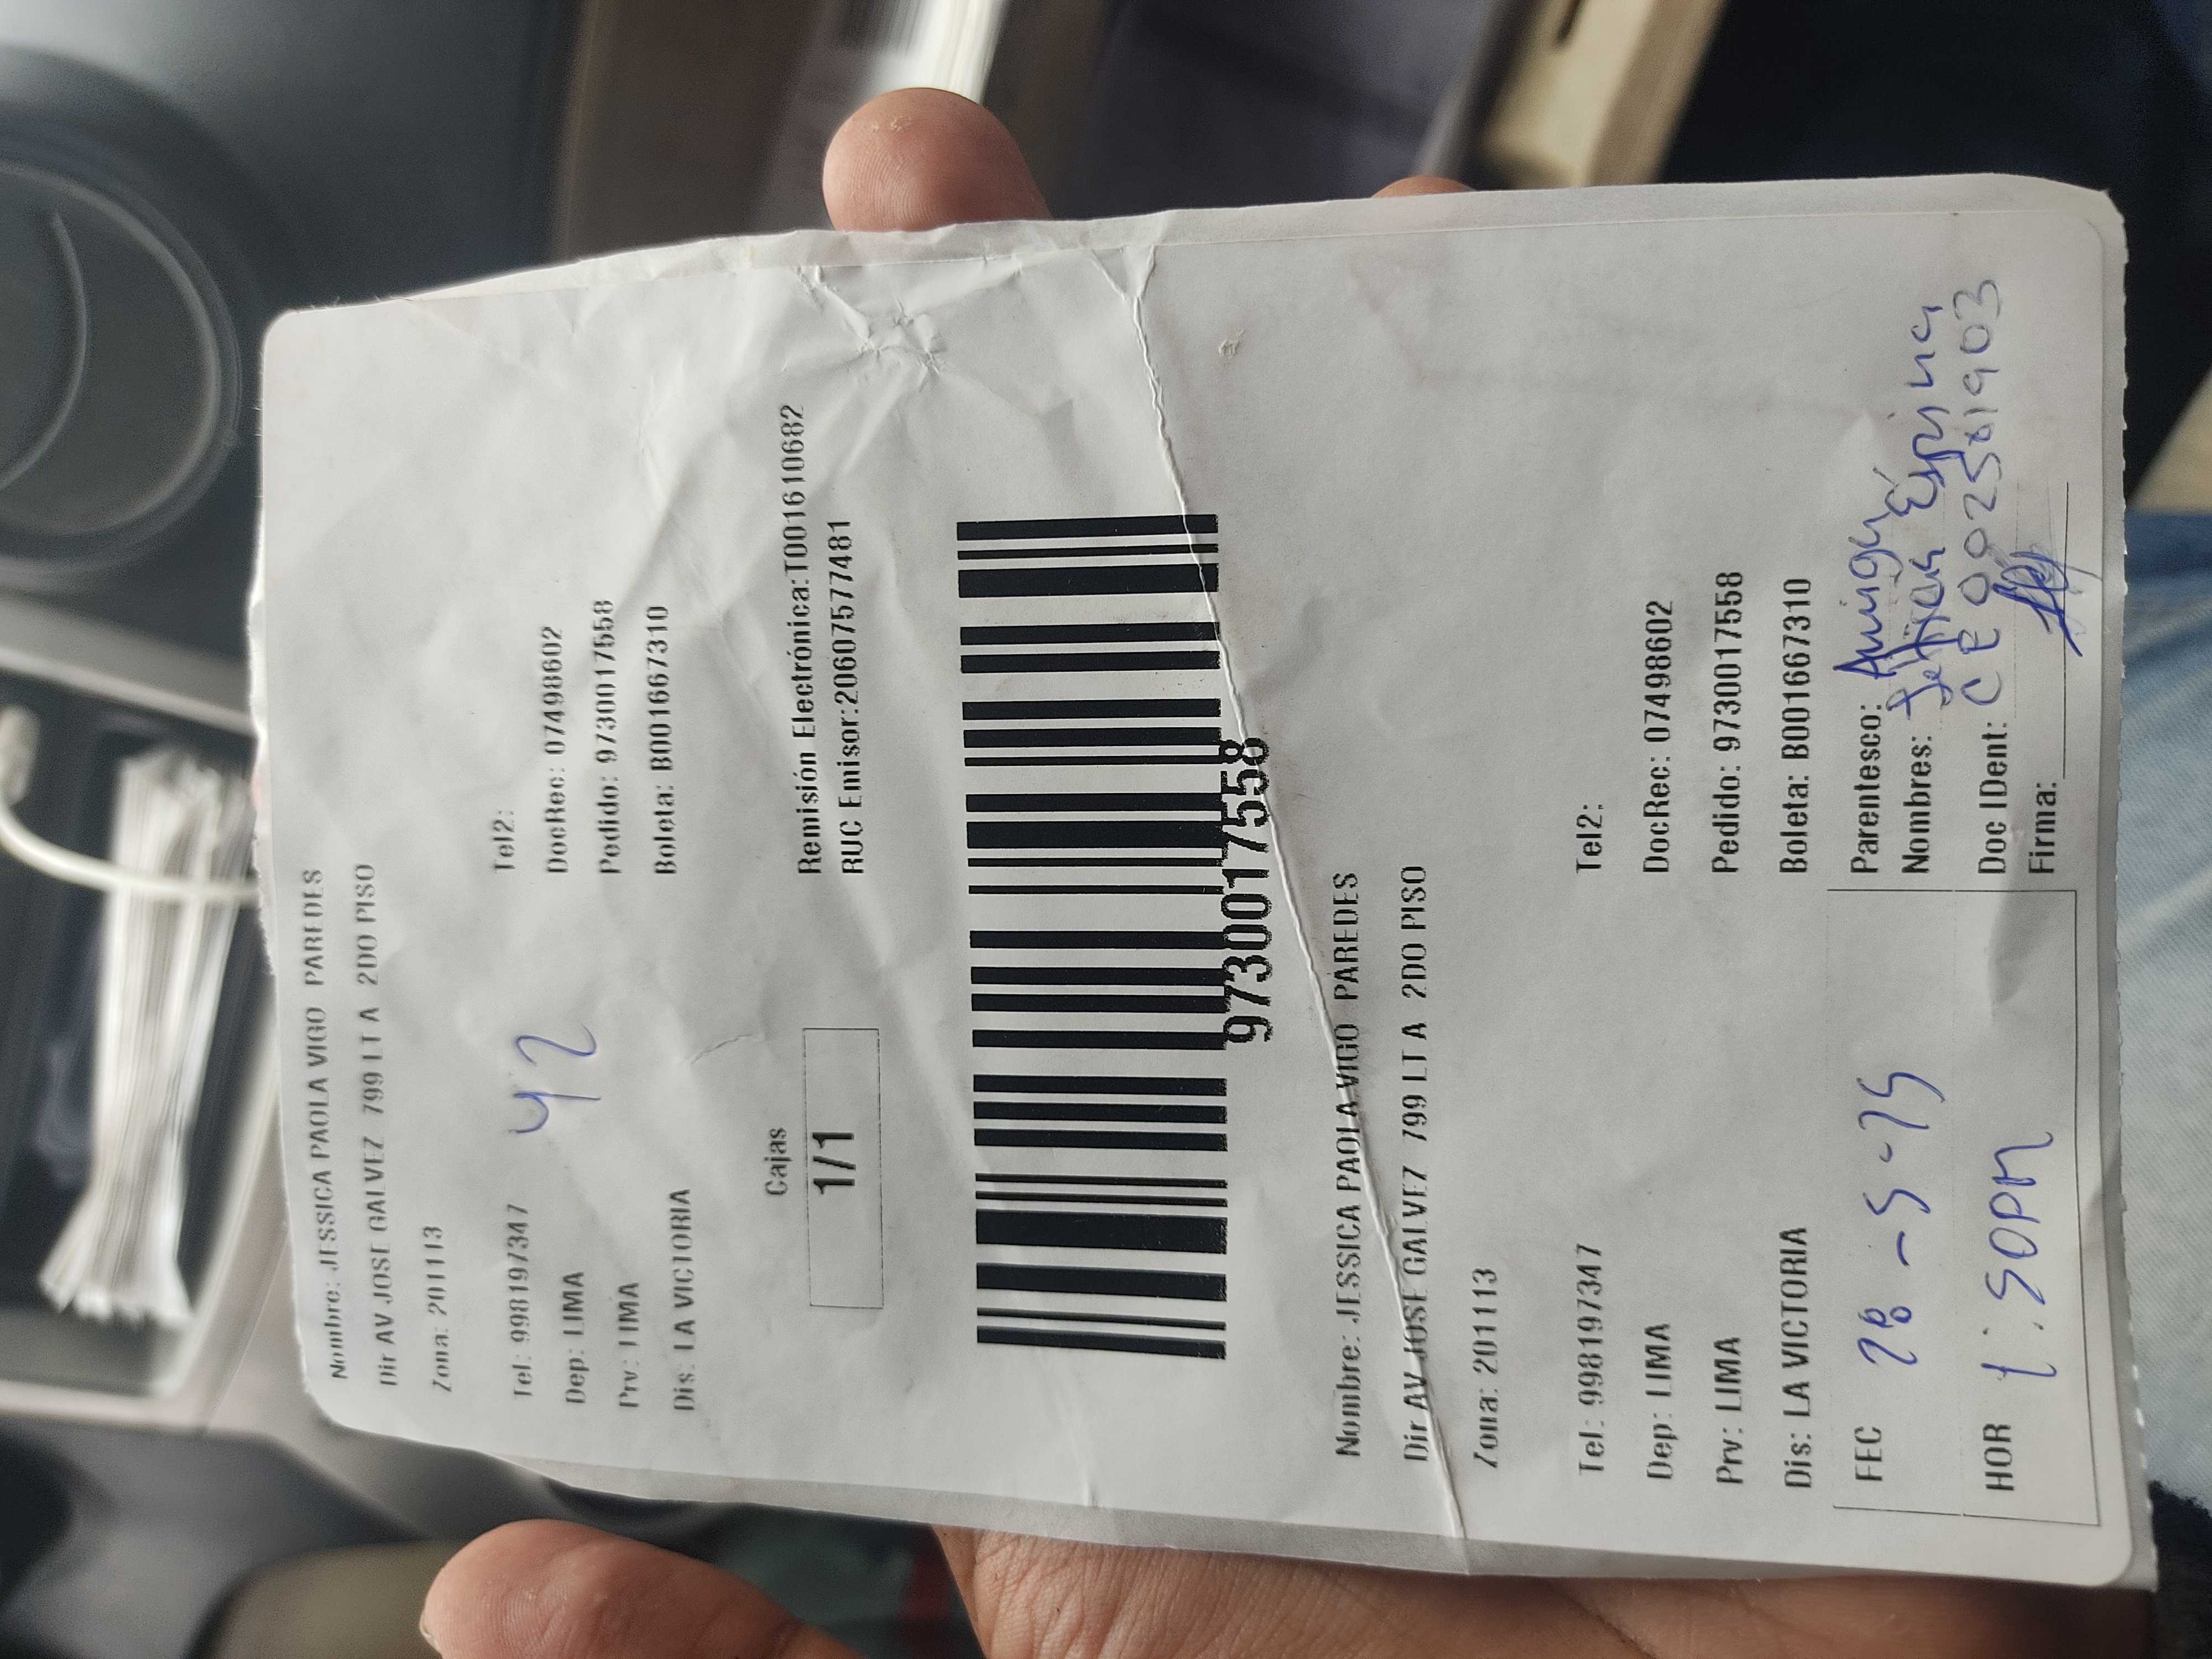 Nombre: JESSICA PAOLA VIGO PAREDES
Dir AV JOSE GALVEZ 799 LT A 2DO PISO
Zona: 201113
Tel: 998197347 Tel2:
42
Dep: LIMA DocRec: 07498602
Prv: LIMA Pedido: 9730017558
Dis: LA VICTORIA Boleta: B001667310
Cajas Remisión Electrónica:T001610682
1/1 RUC Emisor:20607577481
9730017558
Nombre: JESSICA PAOLA VIGO PAREDES
Dir AV JOSE GALVEZ 799 LT A 2DO PISO
Zona: 201113
Tel: 998197347 Tel2:
Dep: LIMA DocRec: 07498602
Prv: LIMA Pedido: 9730017558
Dis: LA VICTORIA Boleta: B001667310
FEC 28-5-25 Parentesco: Amiga
Nombres: Espina
HOR 1:50PM Doc IDent: CE
Firma: